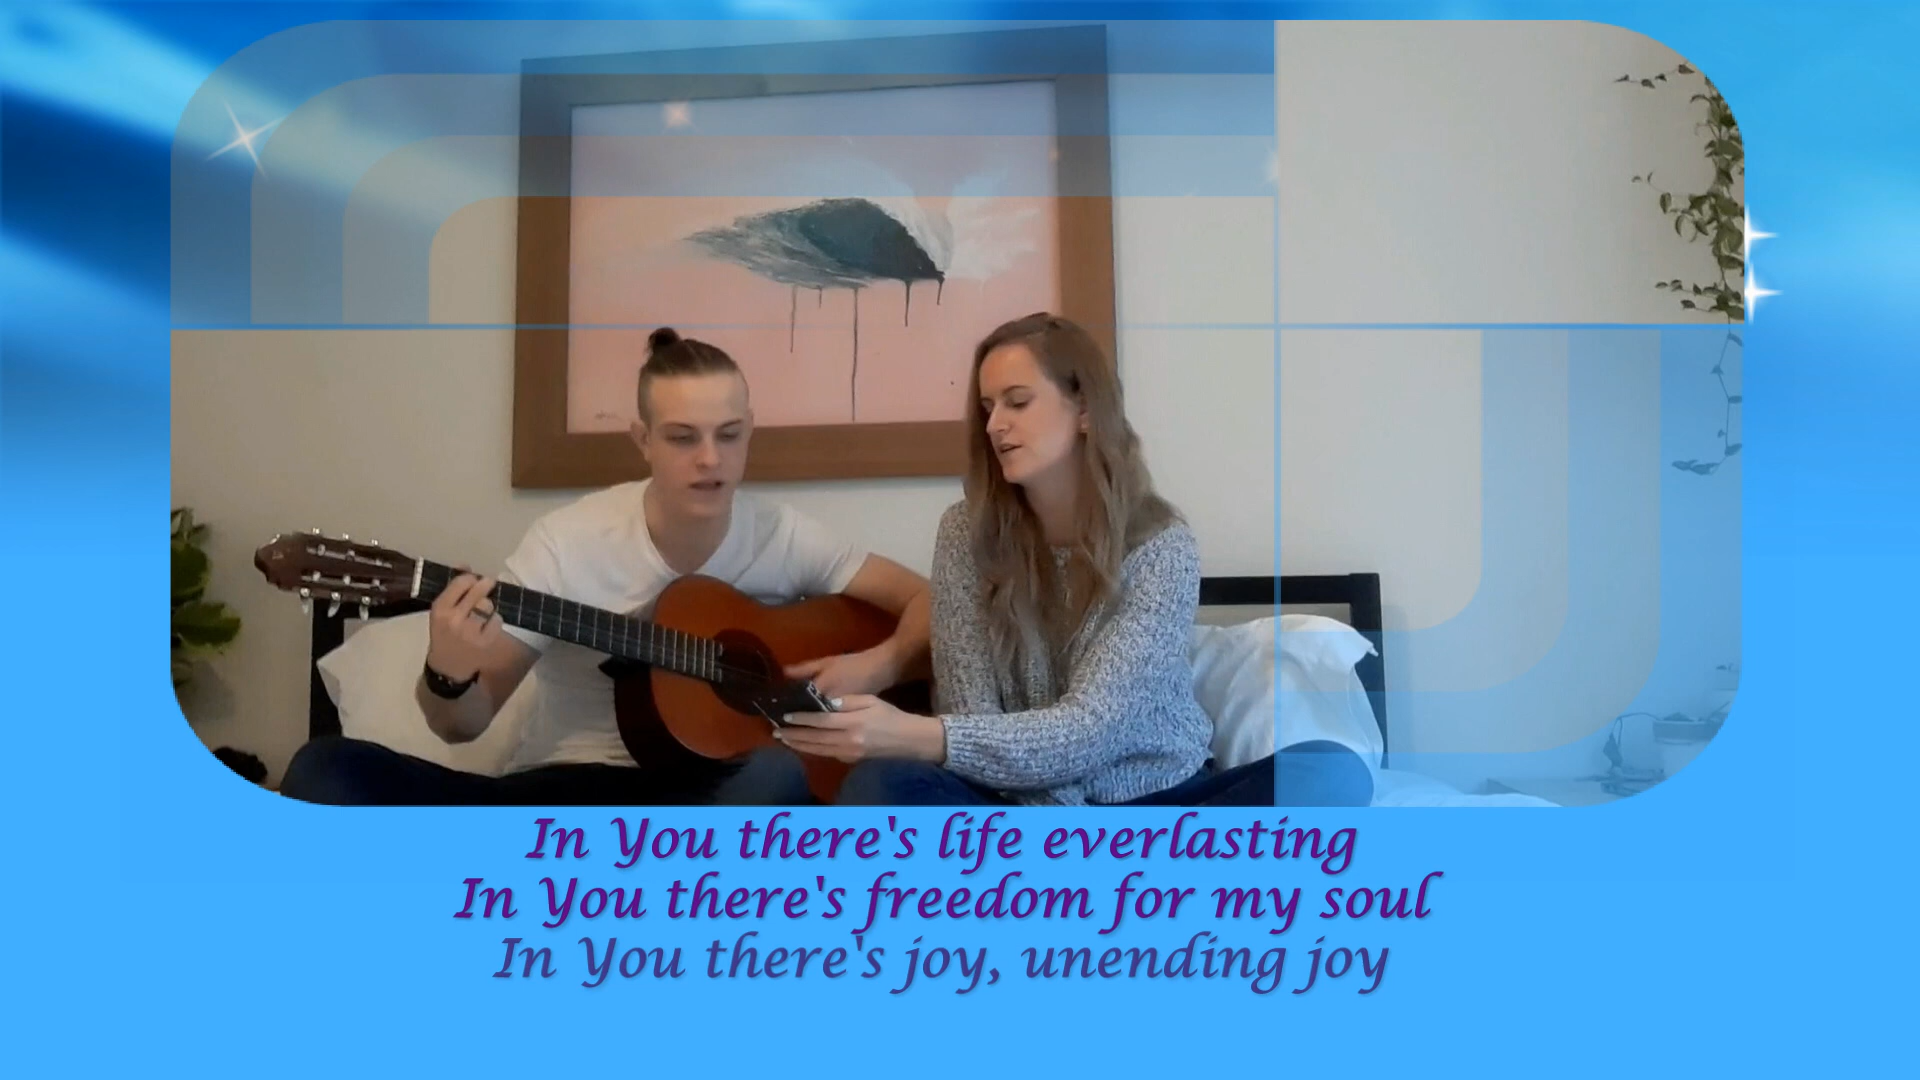 In You there's life everlasting
In You there's freedom for my soul
In You there's joy, unending joy